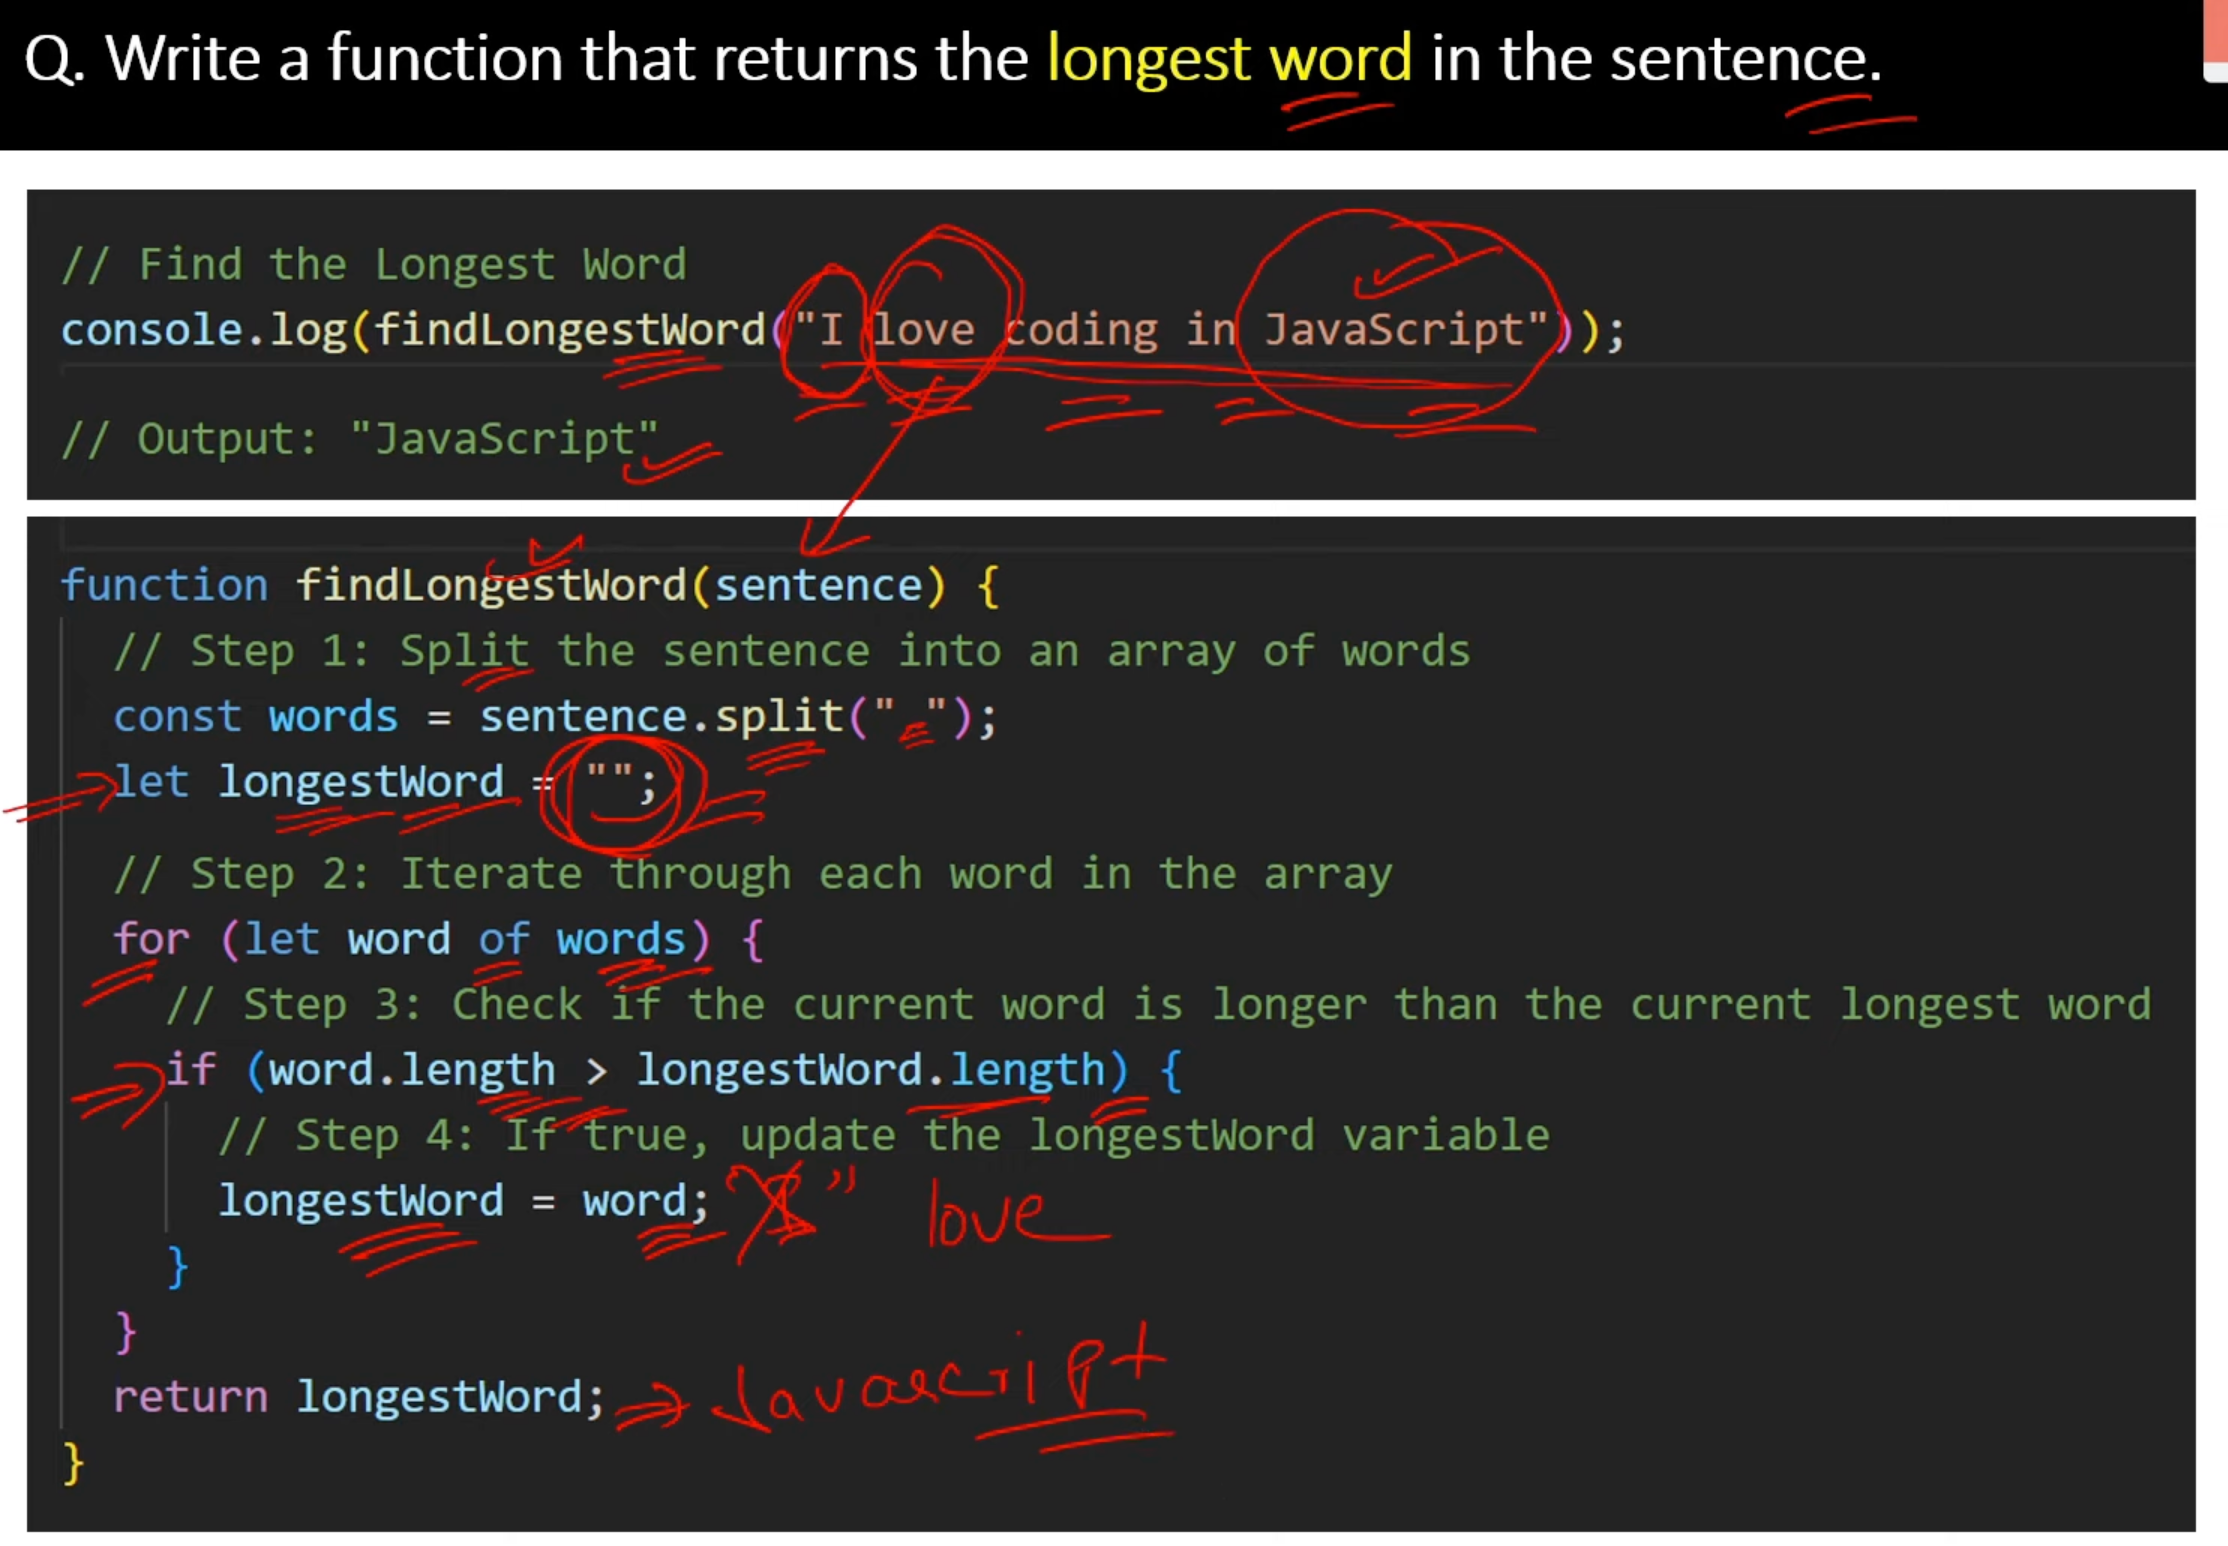 Q. Write a function that returns the longest word in the sentence.
// Find the Longest Word
console.log(findLongestWord("I love coding in JavaScript"));
// Output: "JavaScript"
function findLongestWord(sentence) {
// Step 1: Split the sentence into an array of words
const words = sentence.split(" ");
let longestWord = "";
// Step 2: Iterate through each word in the array
for (let word of words) {
// Step 3: Check if the current word is longer than the current longest word
if (word.length > longestWord.length) {
// Step 4: If true, update the longestWord variable
longestWord = word; "I" love
}
}
return longestWord; ⇒ Javascript
}